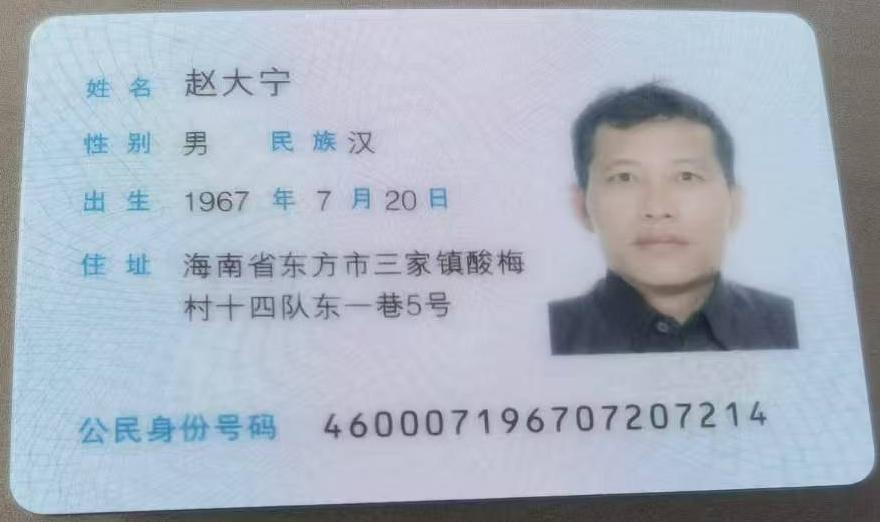 姓名 赵大宁
性别 男 民族 汉
出生 1967 年 7 月 20 日
住址 海南省东方市三家镇酸梅
村十四队东一巷5号
公民身份号码 460007196707207214